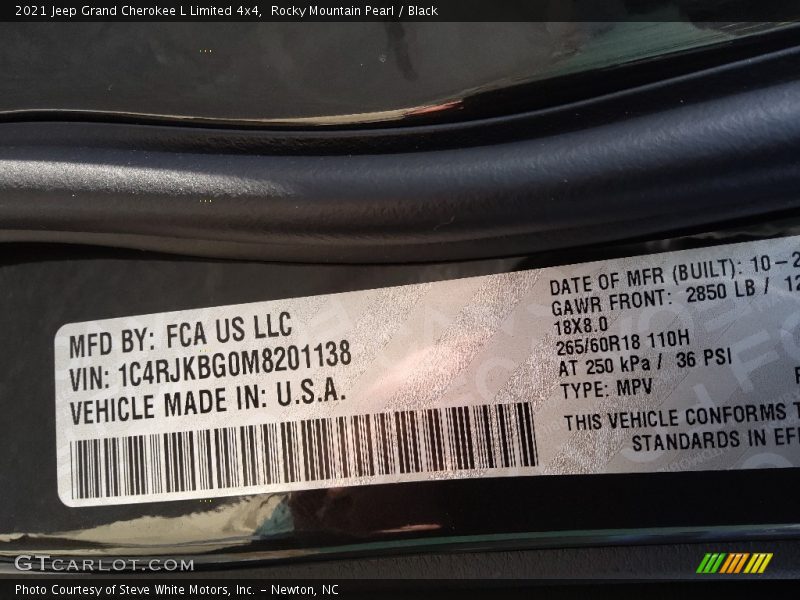 2021 Jeep Grand Cherokee L Limited 4x4, Rocky Mountain Pearl / Black
MFD BY: FCA US LLC
VIN: 1C4RJKBG0M8201138
VEHICLE MADE IN: U.S.A.
DATE OF MFR (BUILT): 10-2
GAWR FRONT: 2850 LB / 12
18X8.0
265/60R18 110H
AT 250 kPa / 36 PSI
TYPE: MPV
THIS VEHICLE CONFORMS T
STANDARDS IN EF
GTCARLOT.COM
Photo Courtesy of Steve White Motors, Inc. – Newton, NC